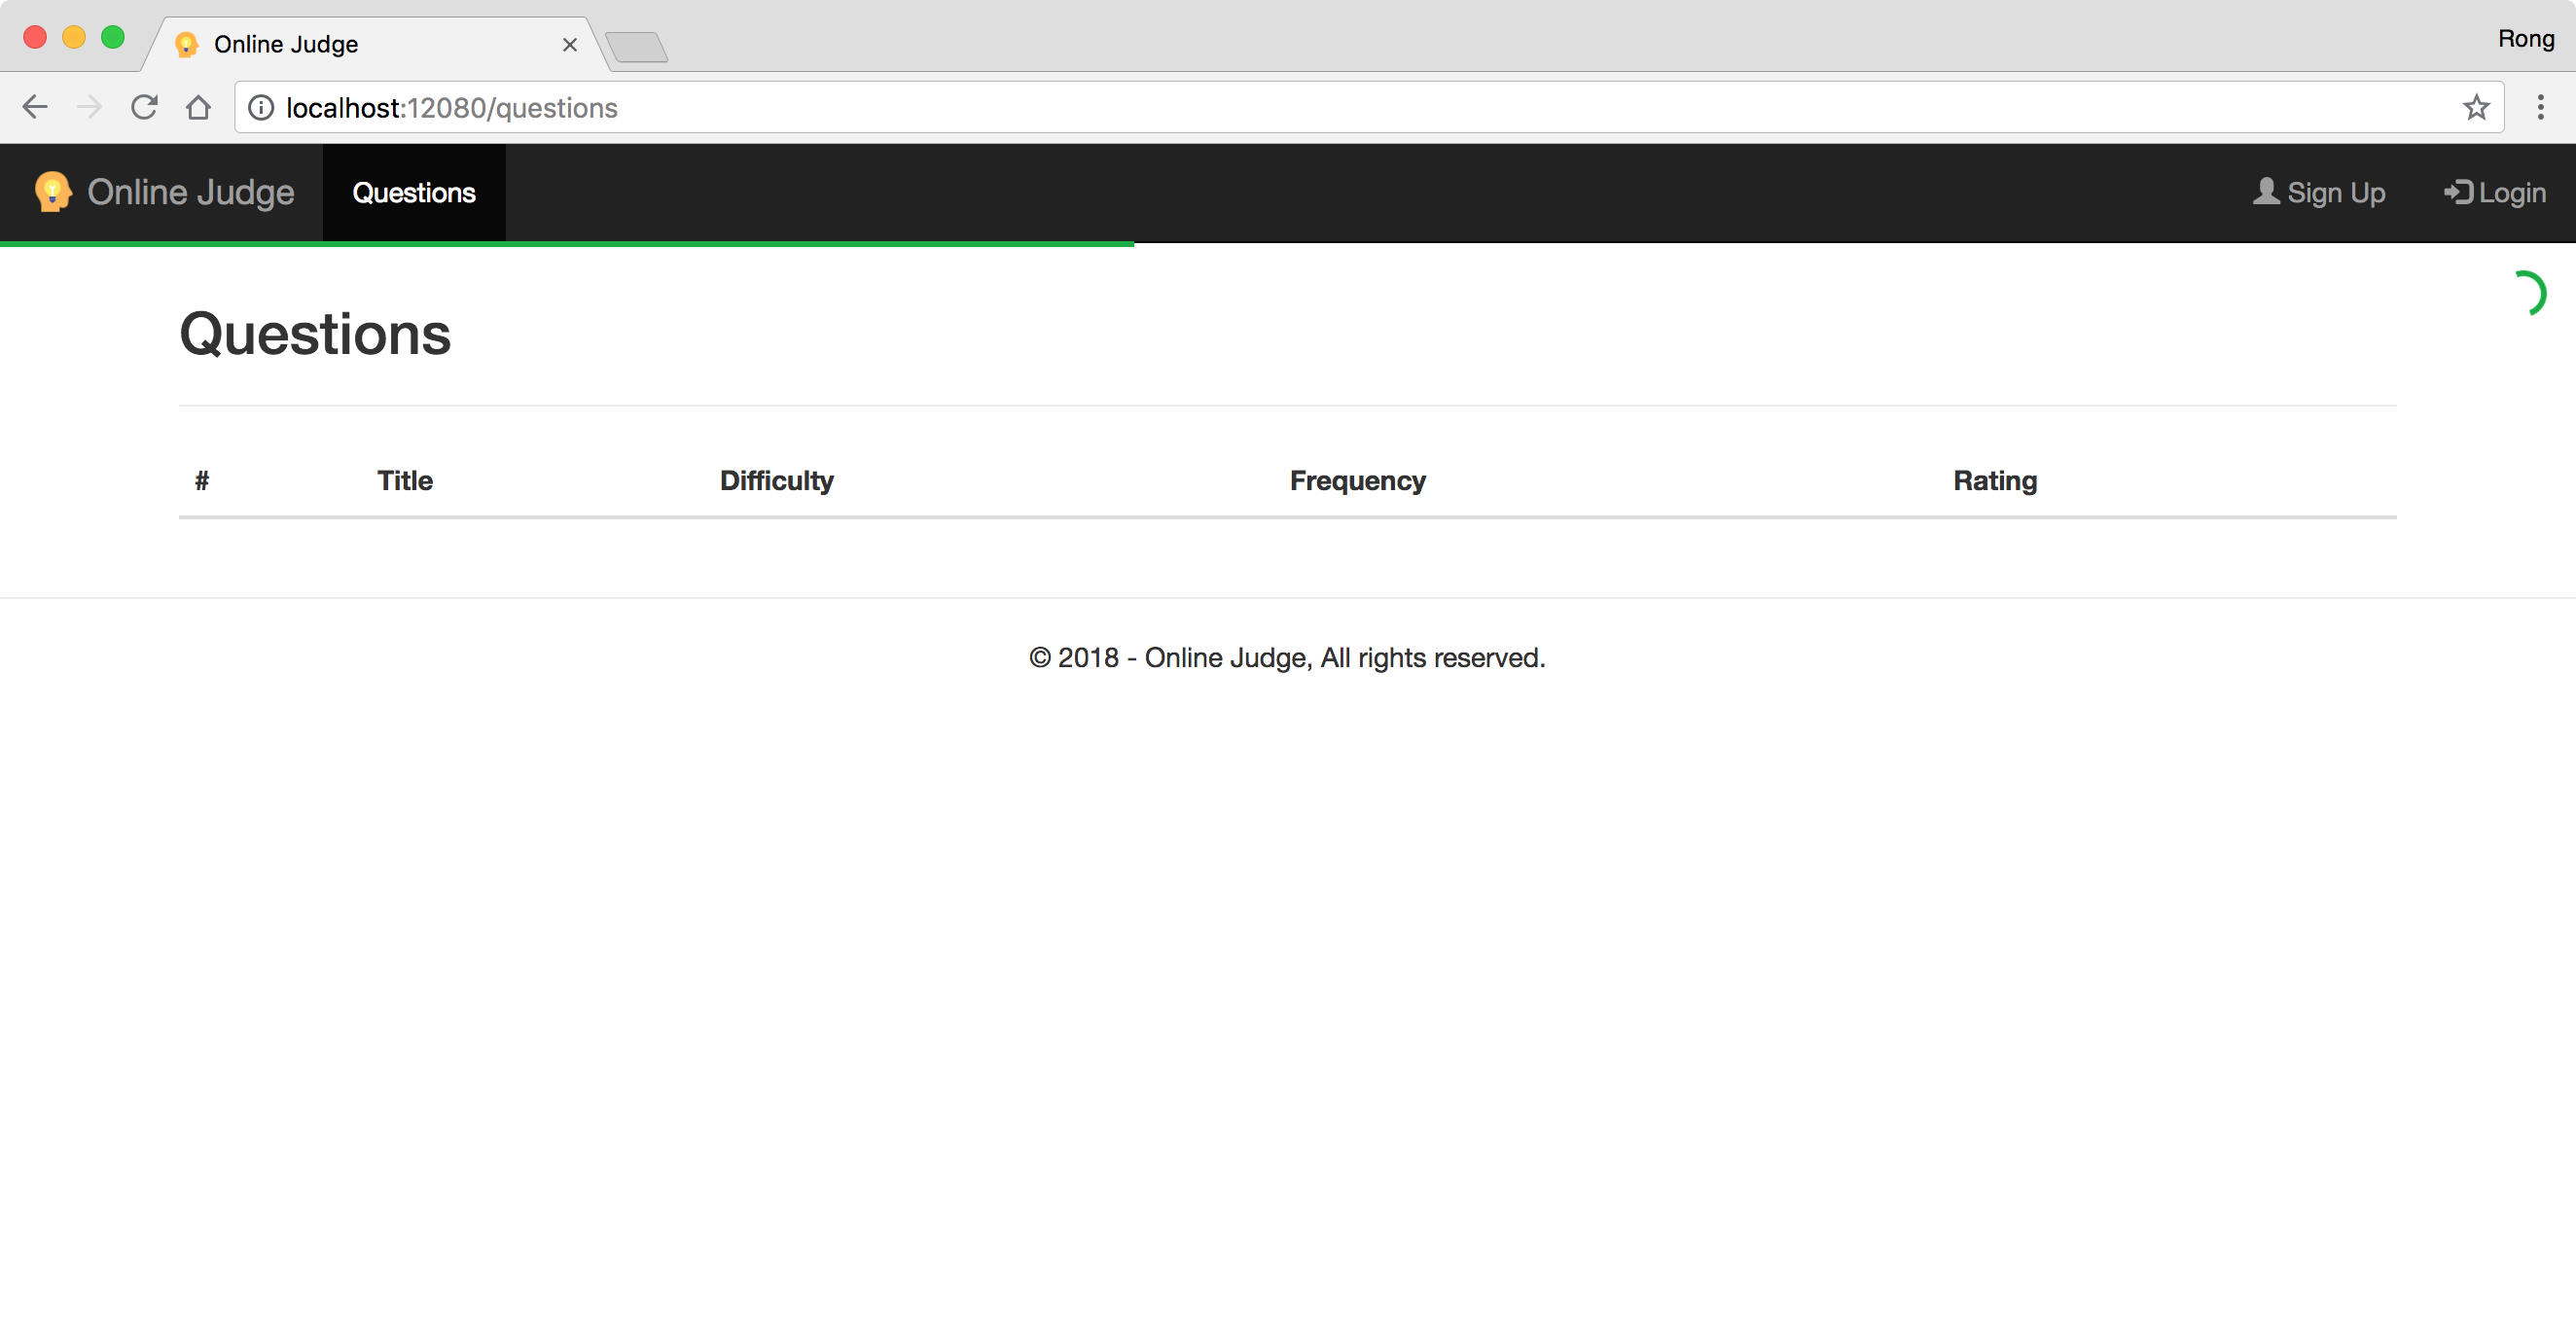 Online Judge
Rong
localhost:12080/questions
Online Judge
Questions
Sign Up
Login
Questions
# Title Difficulty Frequency Rating
© 2018 - Online Judge, All rights reserved.